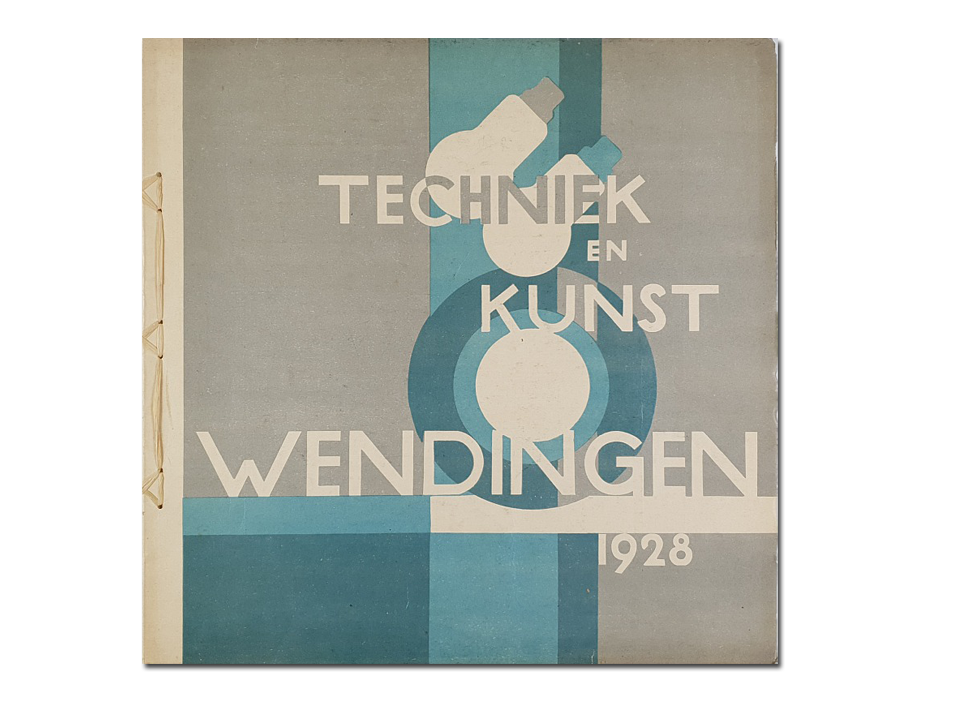 TECHNIEK
EN
KUNST
WENDINGEN
1928